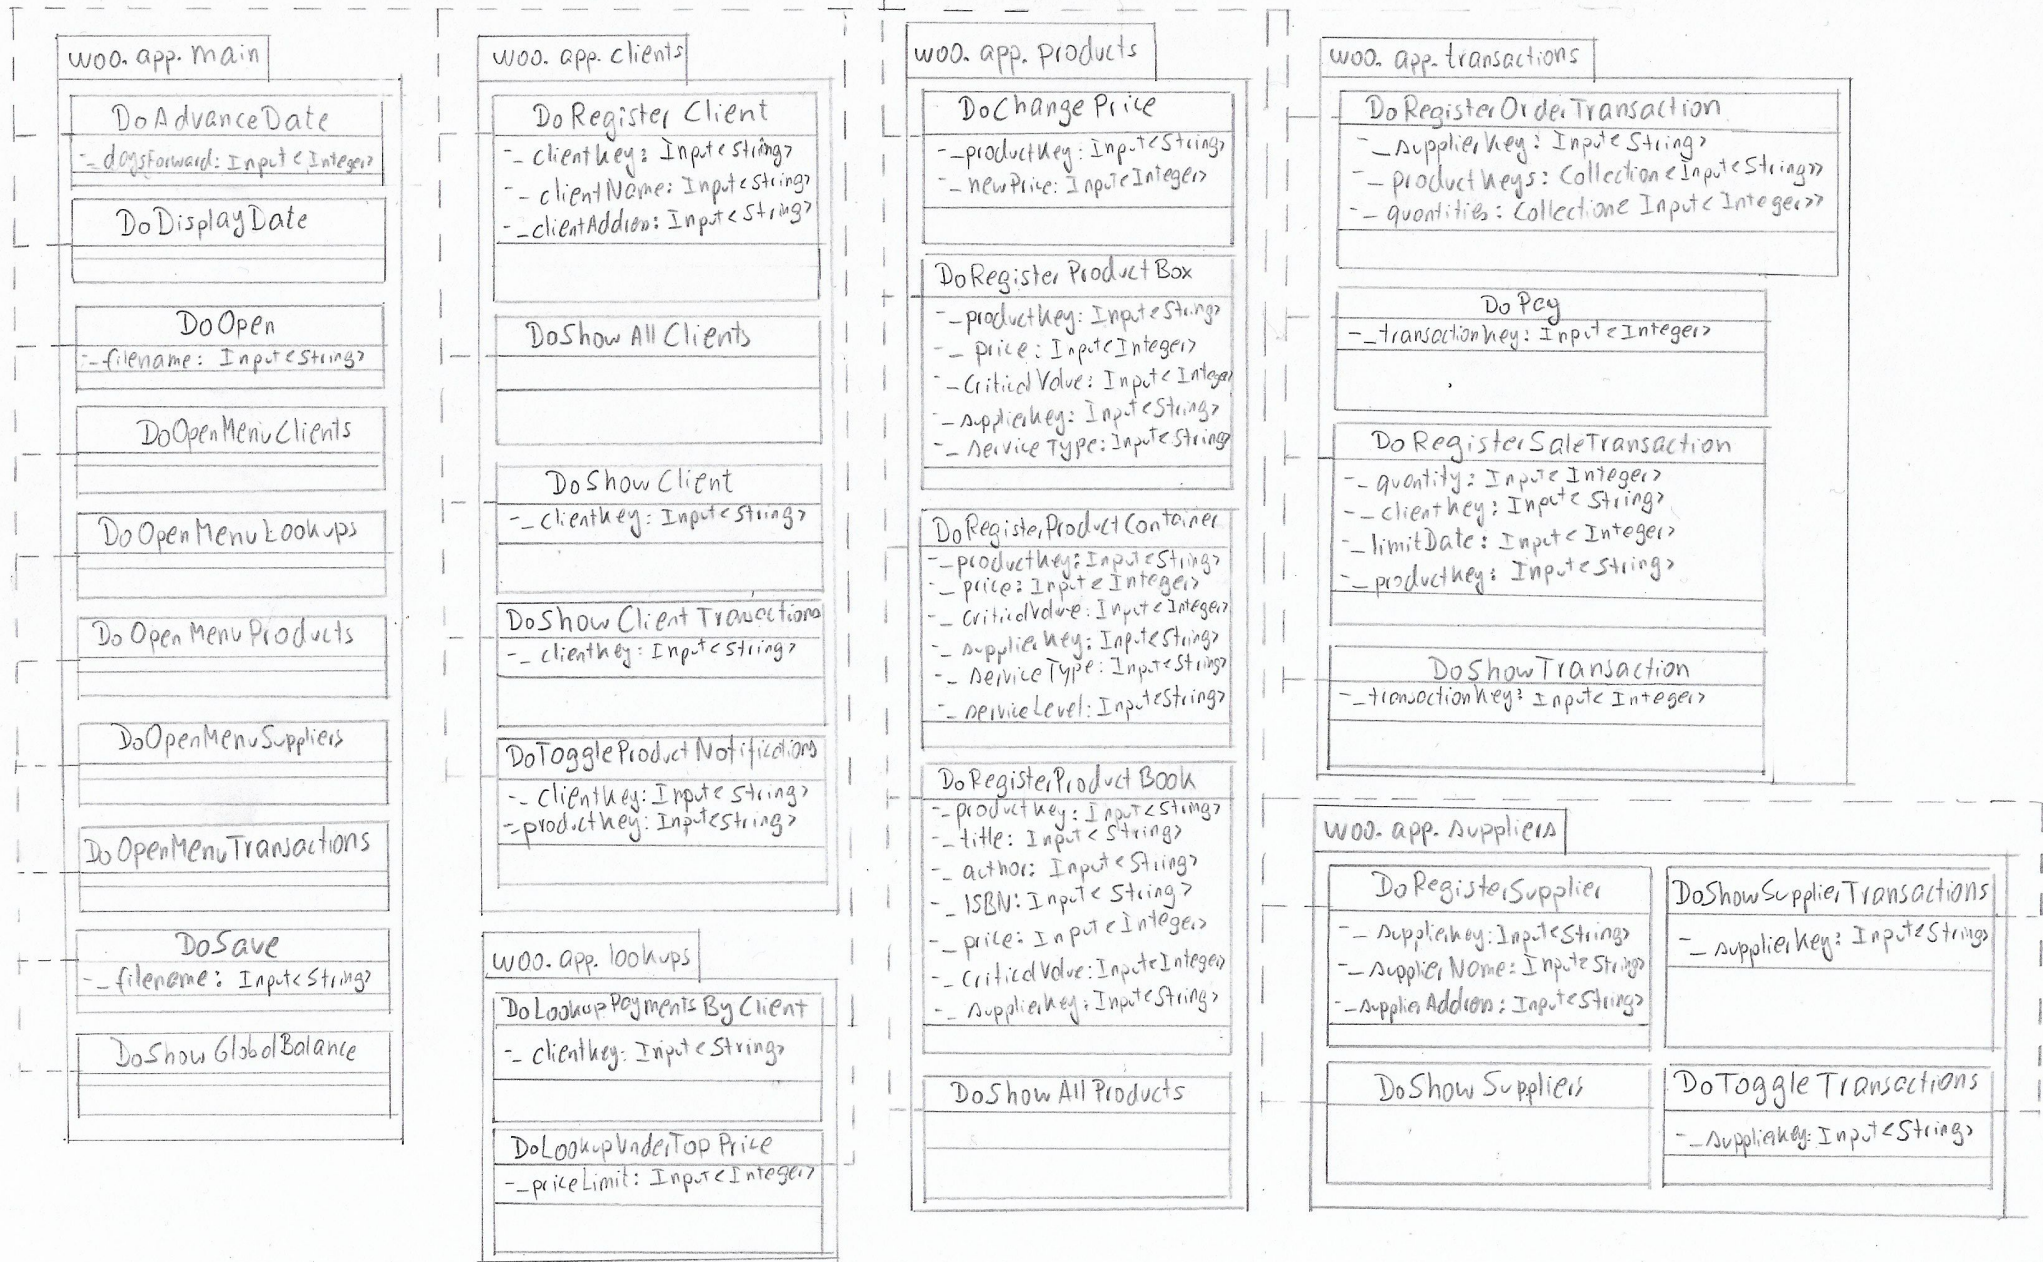 woo.app.main
DoAdvanceDate
-_daysForward: Input<Integer>
DoDisplayDate
DoOpen
-_filename: Input<String>
DoOpenMenuClients
DoOpenMenuLookups
DoOpenMenuProducts
DoOpenMenuSuppliers
DoOpenMenuTransactions
DoSave
-_filename: Input<String>
DoShowGlobalBalance
woo.app.clients
DoRegisterClient
-_clientKey: Input<String>
-_clientName: Input<String>
-_clientAddress: Input<String>
DoShowAllClients
DoShowClient
-_clientKey: Input<String>
DoShowClientTransactions
-_clientKey: Input<String>
DoToggleProductNotifications
-_clientKey: Input<String>
-_productKey: Input<String>
woo.app.lookups
DoLookupPaymentsByClient
-_clientKey: Input<String>
DoLookupUnderTopPrice
-_priceLimit: Input<Integer>
woo.app.products
DoChangePrice
-_productKey: Input<String>
-_newPrice: Input<Integer>
DoRegisterProductBox
-_productKey: Input<String>
-_price: Input<Integer>
-_criticalValue: Input<Integer
-_supplierKey: Input<String>
-_serviceType: Input<String>
DoRegisterProductContainer
-_productKey: Input<String>
-_price: Input<Integer>
-_criticalValue: Input<Integer>
-_supplierKey: Input<String>
-_serviceType: Input<String>
-_serviceLevel: Input<String>
DoRegisterProductBook
-_productKey: Input<String>
-_title: Input<String>
-_author: Input<String>
-_ISBN: Input<String>
-_price: Input<Integer>
-_criticalValue: Input<Integer>
-_supplierKey: Input<String>
DoShowAllProducts
woo.app.transactions
DoRegisterOrderTransaction
-_supplierKey: Input<String>
-_productKeys: Collection<Input<String>>
-_quantities: Collection<Input<Integer>>
DoPay
-_transactionKey: Input<Integer>
DoRegisterSaleTransaction
-_quantity: Input<Integer>
-_clientKey: Input<String>
-_limitDate: Input<Integer>
-_productKey: Input<String>
DoShowTransaction
-_transactionKey: Input<Integer>
woo.app.suppliers
DoRegisterSupplier
-_supplierKey: Input<String>
-_supplierName: Input<String>
-_supplierAddress: Input<String>
DoShowSupplierTransactions
-_supplierKey: Input<String>
DoShowSuppliers
DoToggleTransactions
-_supplierKey: Input<String>